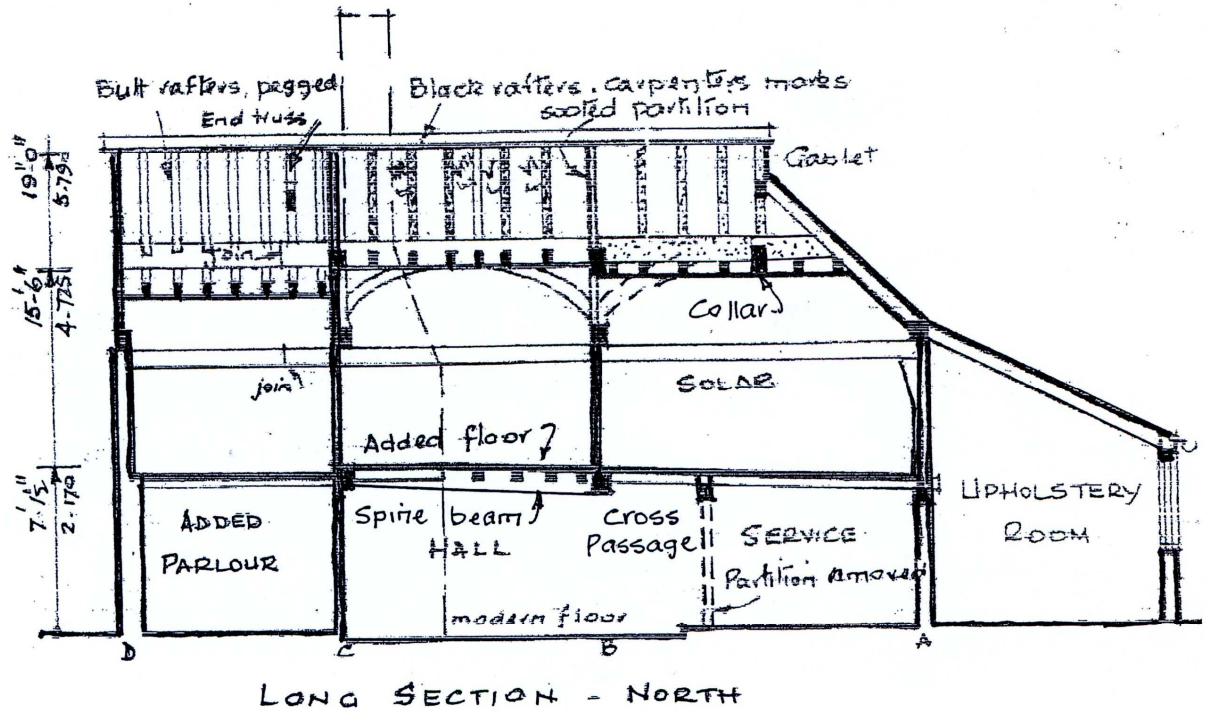 Butt rafters, pegged
End truss
Black rafters. carpenters marks
sooted partition
Gablet
19'-0"
5.79
Join
15'-6"
4.725
Collar
join
SOLAR
Added floor
7'-1½"
2.170
ADDED
PARLOUR
Spine beam
HALL
Cross
Passage
SERVICE
Partition removed
UPHOLSTERY
ROOM
modern floor
D
C
B
A
LONG SECTION - NORTH